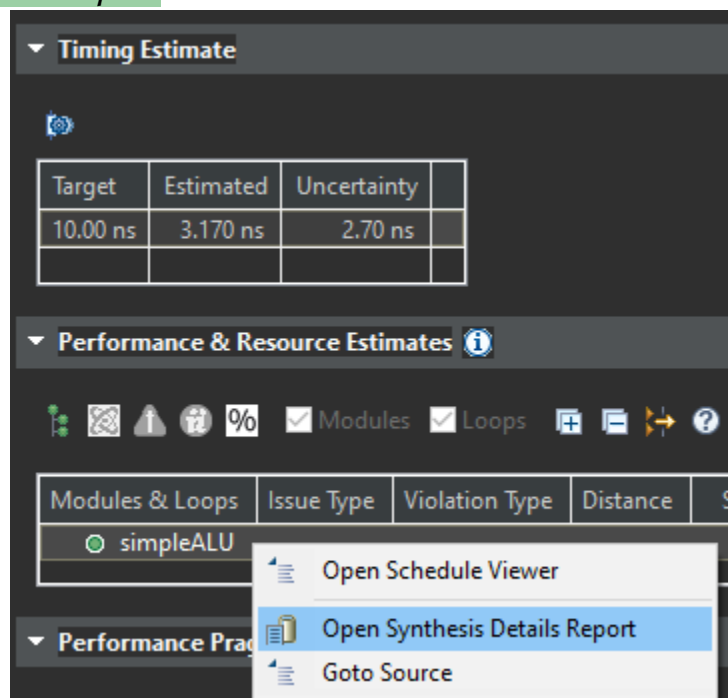 Timing Estimate
Target Estimated Uncertainty
10.00 ns 3.170 ns 2.70 ns
Performance & Resource Estimates
% Modules Loops
Modules & Loops Issue Type Violation Type Distance
simpleALU
Open Schedule Viewer
Open Synthesis Details Report
Performance
Goto Source